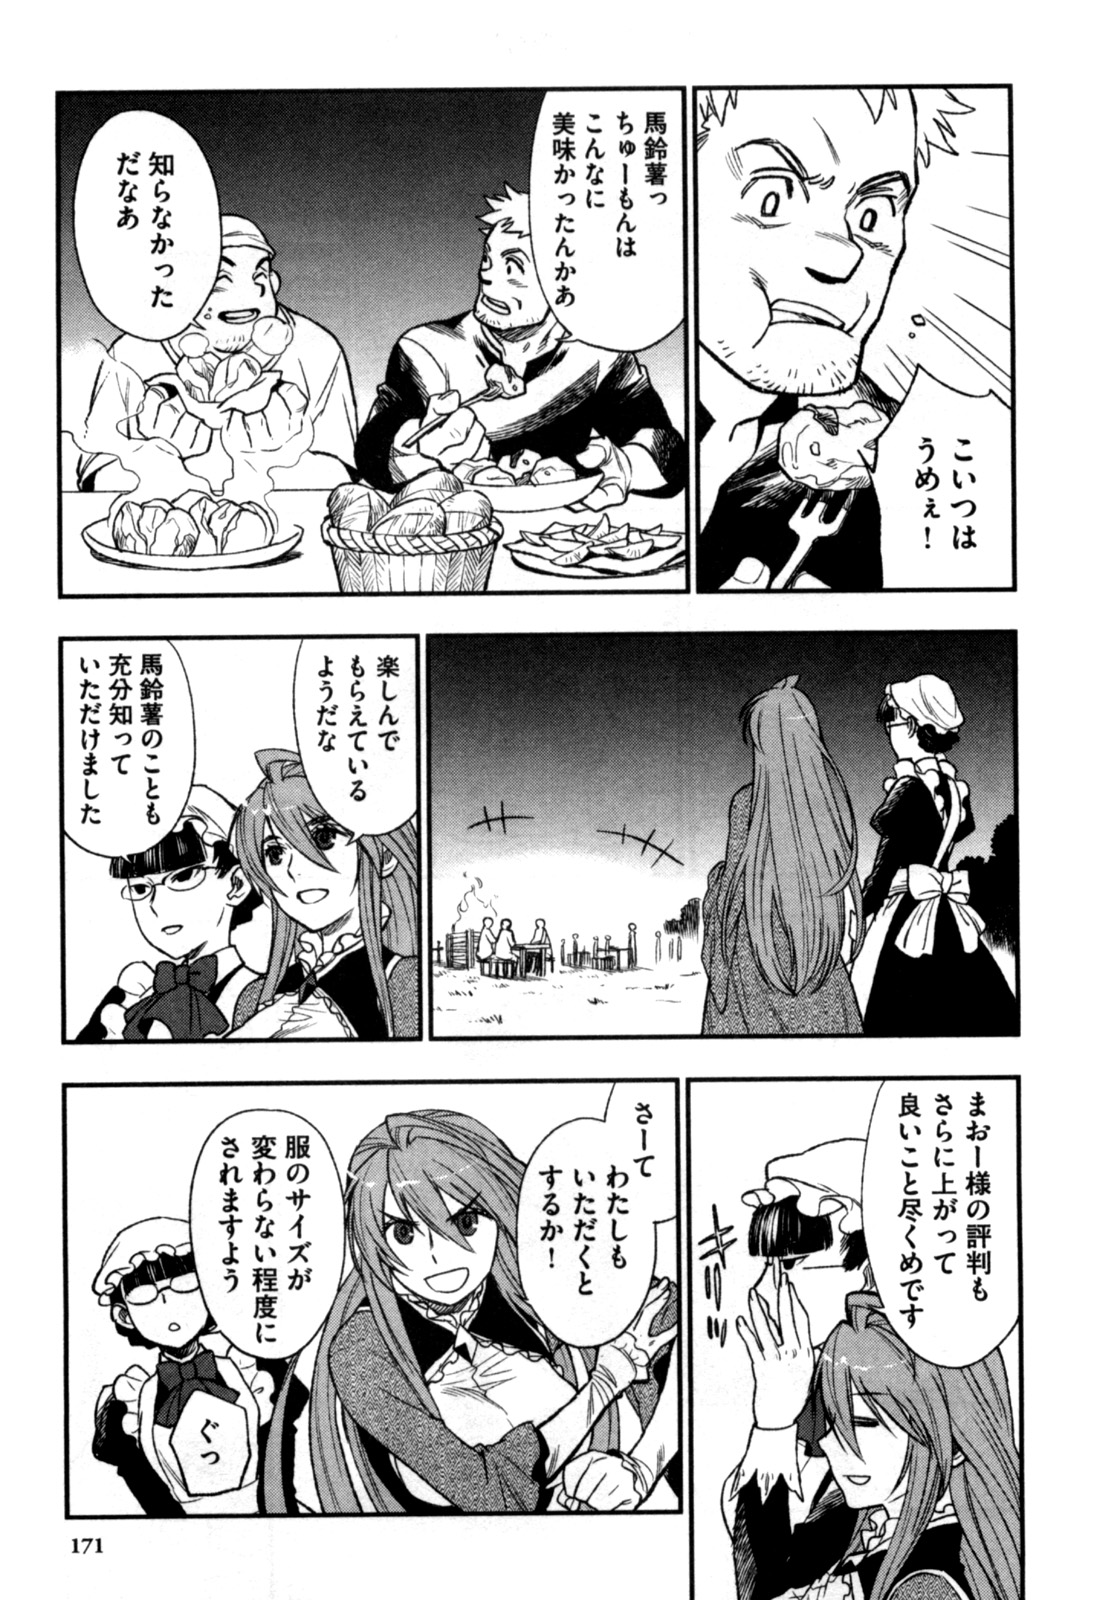 こいつは
うめぇ!
馬鈴薯っ
ちゅーもんは
こんなに
美味かったんかあ
知らなかった
だなあ
楽しんで
もらえている
ようだな
馬鈴薯のことも
充分知って
いただけました
まおー様の評判も
さらに上がって
良いこと尽くめです
さーて
わたしも
いただくと
するか!
服のサイズが
変わらない程度に
されますよう
ぐっ
171